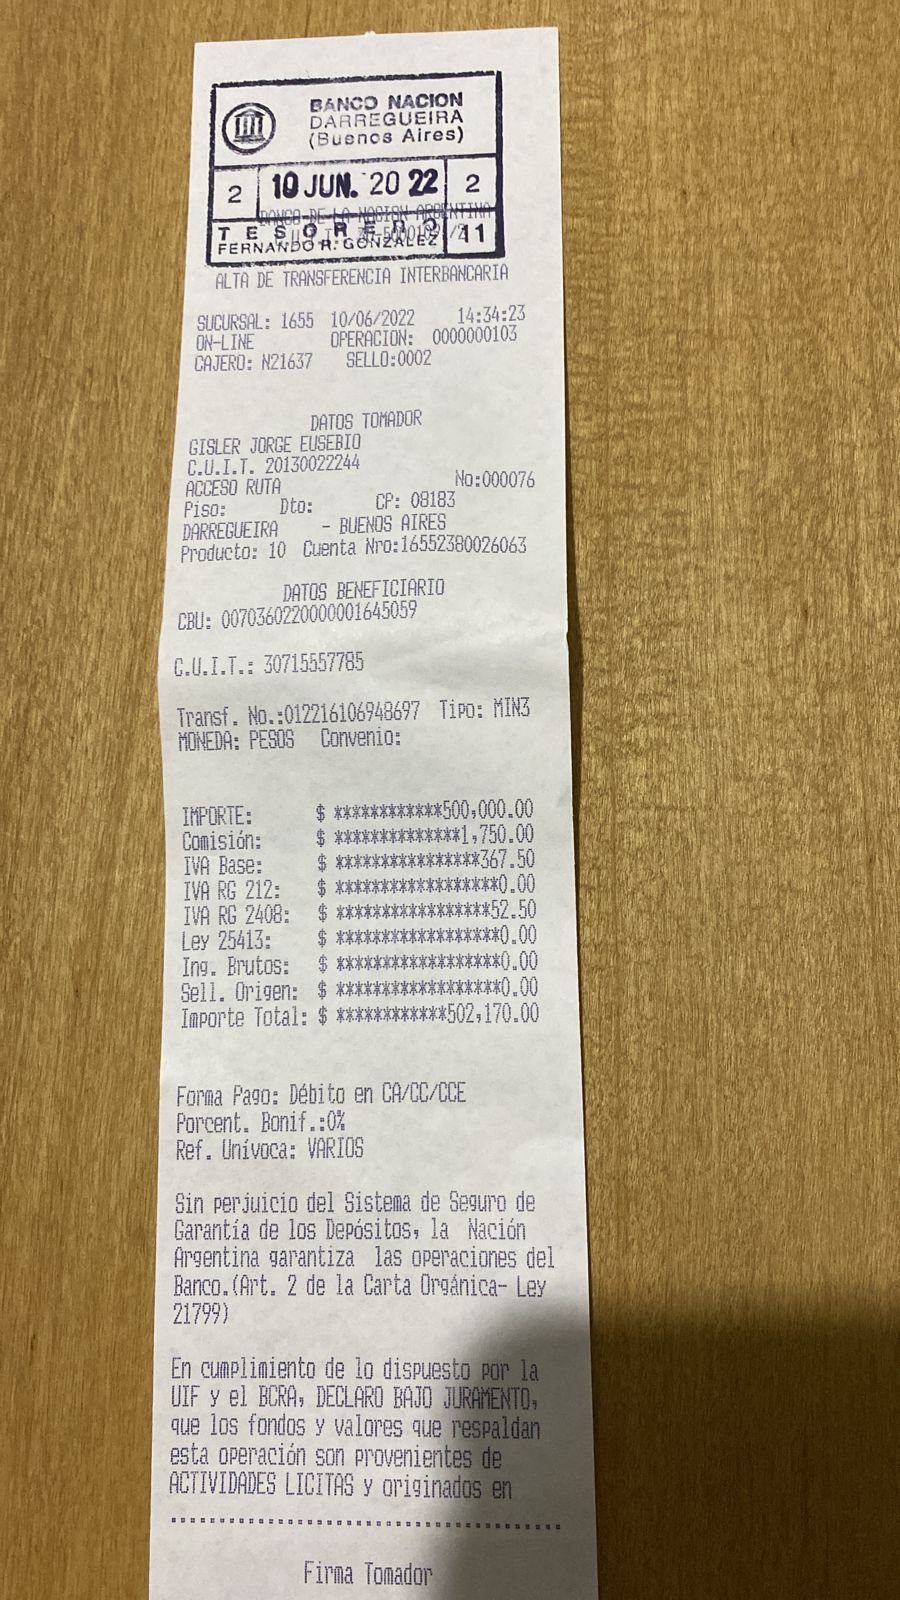 BANCO NACION
DARREGUEIRA
(Buenos Aires)
2 10 JUN. 20 22 2
BANCO DE LA NACION ARGENTINA
TESORERO 11
FERNANDO R. GONZALEZ
ALTA DE TRANSFERENCIA INTERBANCARIA
SUCURSAL: 1655 10/06/2022 14:34:23
ON-LINE OPERACION: 0000000103
CAJERO: N21637 SELLO:0002
DATOS TOMADOR
GISLER JORGE EUSEBIO
C.U.I.T. 20130022244
ACCESO RUTA No:000076
Piso: Dto: CP: 08183
DARREGUEIRA - BUENOS AIRES
Producto: 10 Cuenta Nro:16552380026063
DATOS BENEFICIARIO
CBU: 0070360220000001645059
C.U.I.T.: 30715557785
Transf. No.:012216106948697 Tipo: MIN3
MONEDA: PESOS Convenio:
IMPORTE: $ ************500,000.00
Comisión: $ **************1,750.00
IVA Base: $ ****************367.50
IVA RG 212: $ ******************0.00
IVA RG 2408: $ *****************52.50
Ley 25413: $ ******************0.00
Ing. Brutos: $ ******************0.00
Sell. Origen: $ ******************0.00
Importe Total: $ ************502,170.00
Forma Pago: Débito en CA/CC/CCE
Porcent. Bonif.:0%
Ref. Unívoca: VARIOS
Sin perjuicio del Sistema de Seguro de
Garantía de los Depósitos, la Nación
Argentina garantiza las operaciones del
Banco.(Art. 2 de la Carta Orgánica- Ley
21799)
En cumplimiento de lo dispuesto por la
UIF y el BCRA, DECLARO BAJO JURAMENTO,
que los fondos y valores que respaldan
esta operación son provenientes de
ACTIVIDADES LICITAS y originados en
Firma Tomador